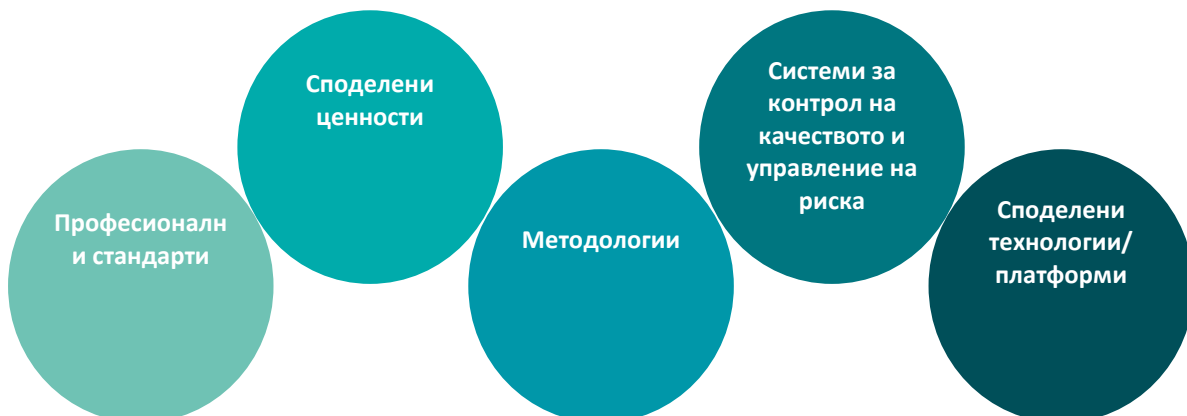 Професионалн
и стандарти
Споделени
ценности
Методологии
Системи за
контрол на
качеството и
управление на
риска
Споделени
технологии/
платформи